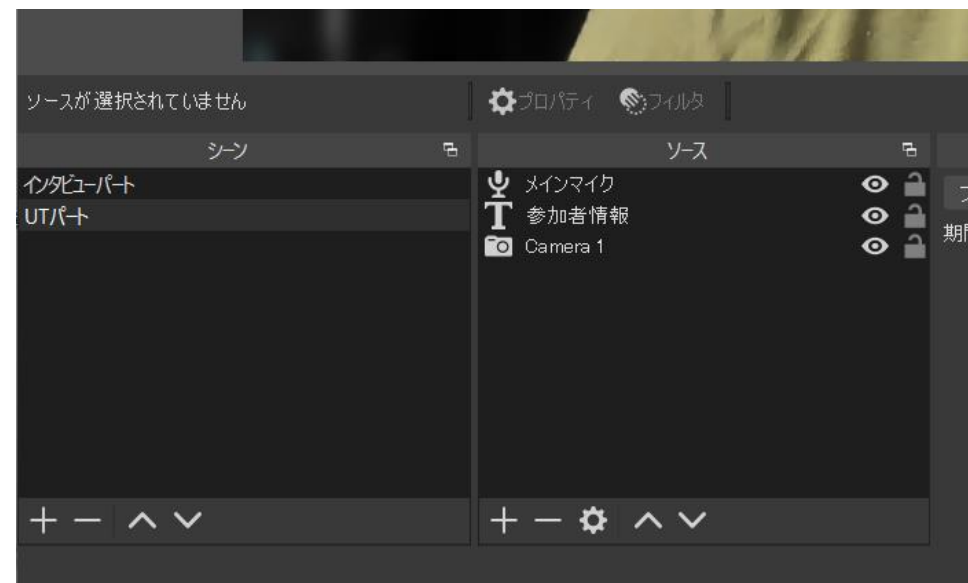 ソースが選択されていません
プロパティ フィルタ
シーン
インタビューパート
UTパート
ソース
メインマイク
参加者情報
Camera 1